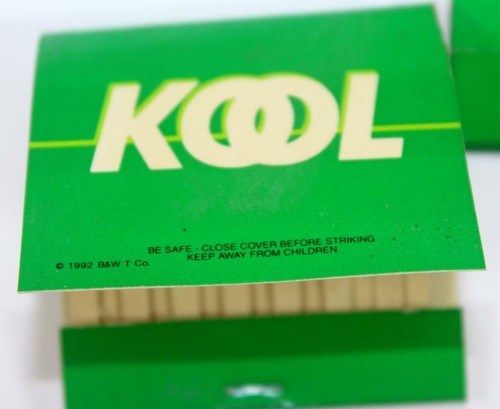 KOOL
BE SAFE - CLOSE COVER BEFORE STRIKING
© 1992 B&W T Co. KEEP AWAY FROM CHILDREN